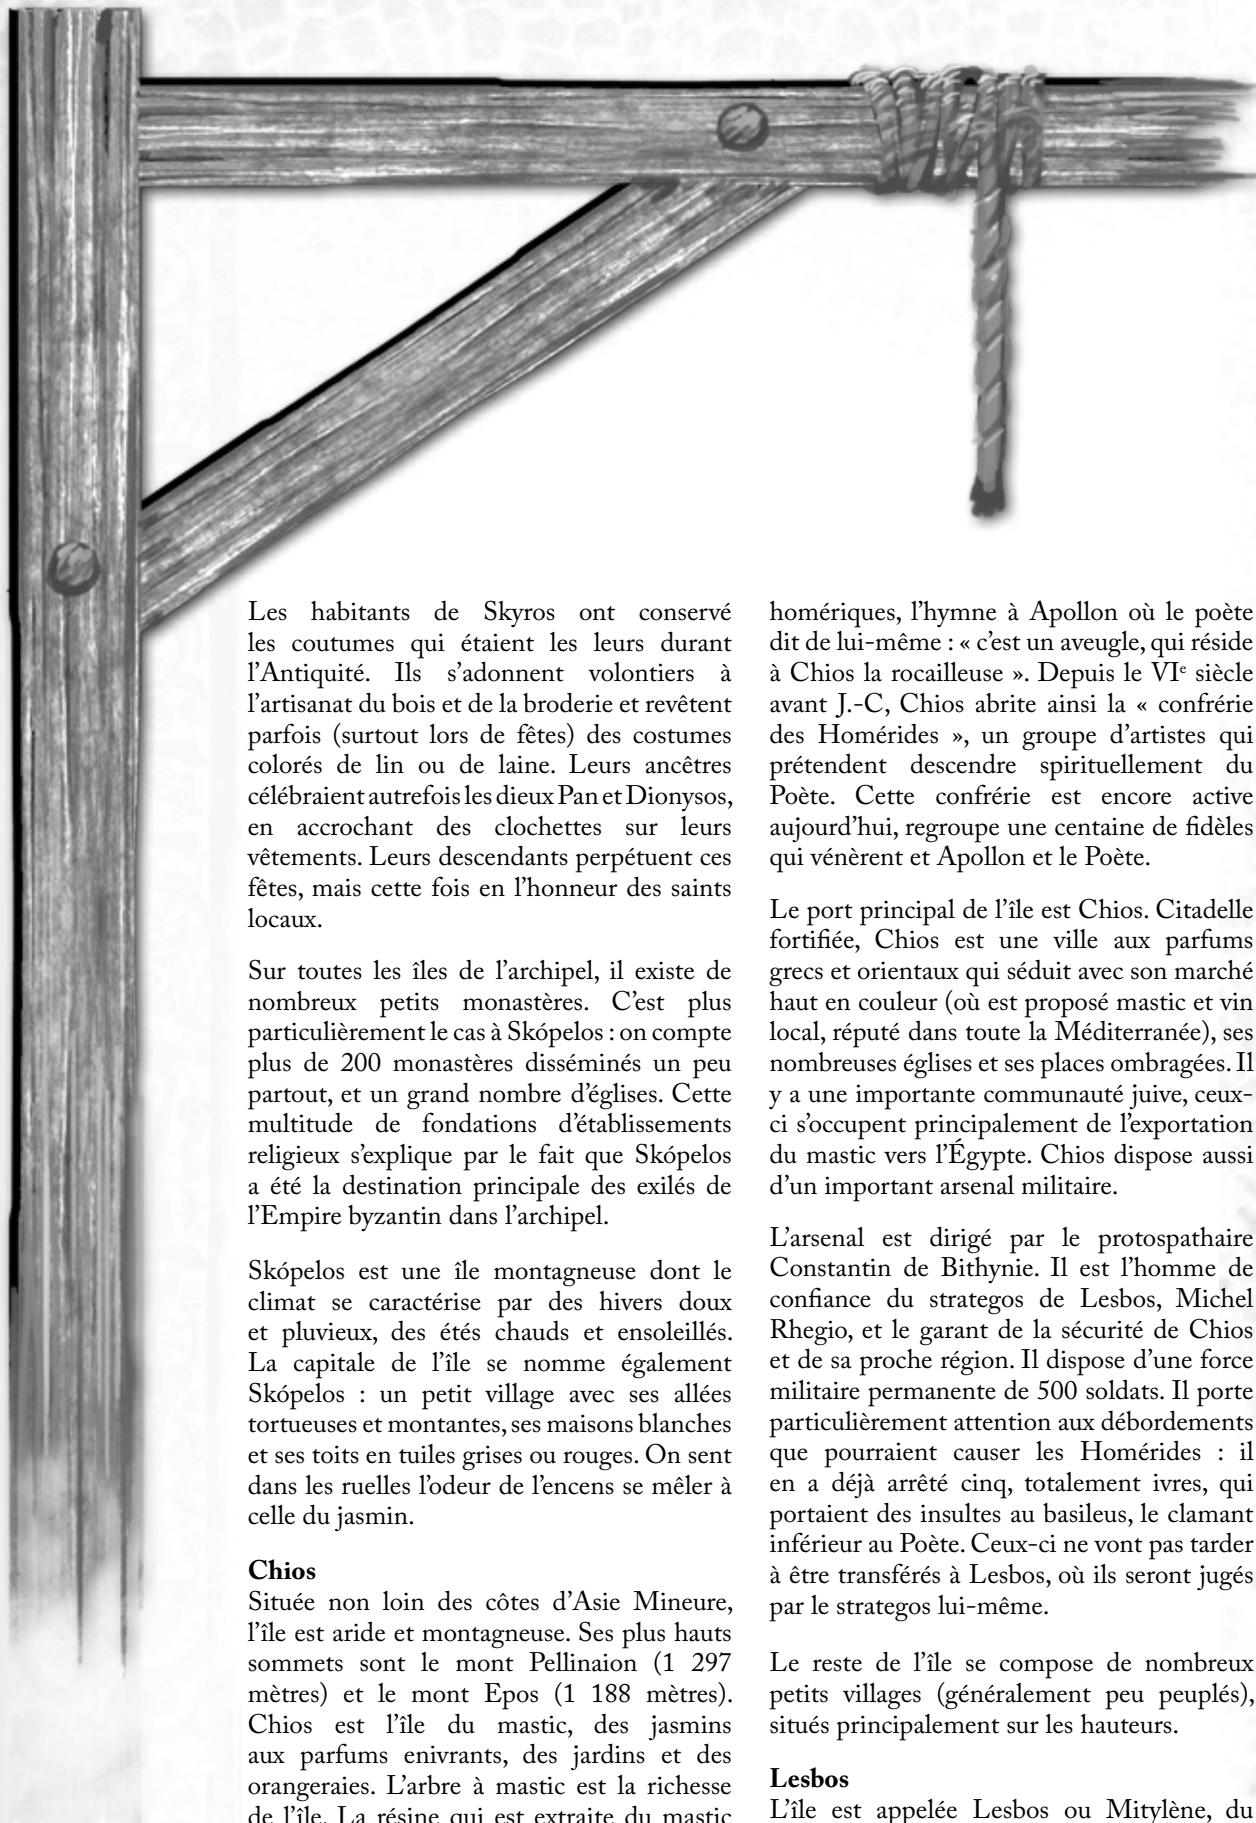 Les habitants de Skyros ont conservé
les coutumes qui étaient les leurs durant
l'Antiquité. Ils s'adonnent volontiers à
l'artisanat du bois et de la broderie et revêtent
parfois (surtout lors de fêtes) des costumes
colorés de lin ou de laine. Leurs ancêtres
célébraient autrefois les dieux Pan et Dionysos,
en accrochant des clochettes sur leurs
vêtements. Leurs descendants perpétuent ces
fêtes, mais cette fois en l'honneur des saints
locaux.
Sur toutes les îles de l'archipel, il existe de
nombreux petits monastères. C'est plus
particulièrement le cas à Skópelos : on compte
plus de 200 monastères disséminés un peu
partout, et un grand nombre d'églises. Cette
multitude de fondations d'établissements
religieux s'explique par le fait que Skópelos
a été la destination principale des exilés de
l'Empire byzantin dans l'archipel.
Skópelos est une île montagneuse dont le
climat se caractérise par des hivers doux
et pluvieux, des étés chauds et ensoleillés.
La capitale de l'île se nomme également
Skópelos : un petit village avec ses allées
tortueuses et montantes, ses maisons blanches
et ses toits en tuiles grises ou rouges. On sent
dans les ruelles l'odeur de l'encens se mêler à
celle du jasmin.
Chios
Située non loin des côtes d'Asie Mineure,
l'île est aride et montagneuse. Ses plus hauts
sommets sont le mont Pellinaion (1 297
mètres) et le mont Epos (1 188 mètres).
Chios est l'île du mastic, des jasmins
aux parfums enivrants, des jardins et des
orangeraies. L'arbre à mastic est la richesse
de l'île. La résine qui est extraite du mastic
homériques, l'hymne à Apollon où le poète
dit de lui-même : « c'est un aveugle, qui réside
à Chios la rocailleuse ». Depuis le VIe siècle
avant J.-C, Chios abrite ainsi la « confrérie
des Homérides », un groupe d'artistes qui
prétendent descendre spirituellement du
Poète. Cette confrérie est encore active
aujourd'hui, regroupe une centaine de fidèles
qui vénèrent et Apollon et le Poète.
Le port principal de l'île est Chios. Citadelle
fortifiée, Chios est une ville aux parfums
grecs et orientaux qui séduit avec son marché
haut en couleur (où est proposé mastic et vin
local, réputé dans toute la Méditerranée), ses
nombreuses églises et ses places ombragées. Il
y a une importante communauté juive, ceux-
ci s'occupent principalement de l'exportation
du mastic vers l'Égypte. Chios dispose aussi
d'un important arsenal militaire.
L'arsenal est dirigé par le protospathaire
Constantin de Bithynie. Il est l'homme de
confiance du strategos de Lesbos, Michel
Rhegio, et le garant de la sécurité de Chios
et de sa proche région. Il dispose d'une force
militaire permanente de 500 soldats. Il porte
particulièrement attention aux débordements
que pourraient causer les Homérides : il
en a déjà arrêté cinq, totalement ivres, qui
portaient des insultes au basileus, le clamant
inférieur au Poète. Ceux-ci ne vont pas tarder
à être transférés à Lesbos, où ils seront jugés
par le strategos lui-même.
Le reste de l'île se compose de nombreux
petits villages (généralement peu peuplés),
situés principalement sur les hauteurs.
Lesbos
L'île est appelée Lesbos ou Mitylène, du